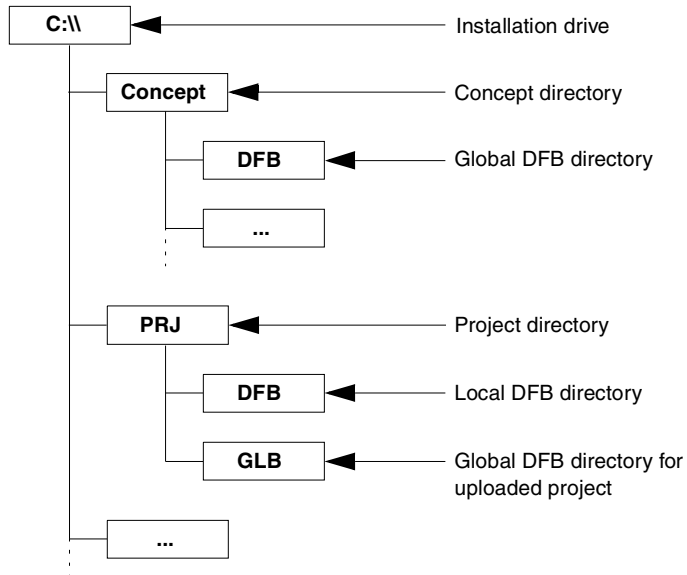 C:\\
Installation drive
Concept
Concept directory
DFB
Global DFB directory
...
PRJ
Project directory
DFB
Local DFB directory
GLB
Global DFB directory for
uploaded project
...